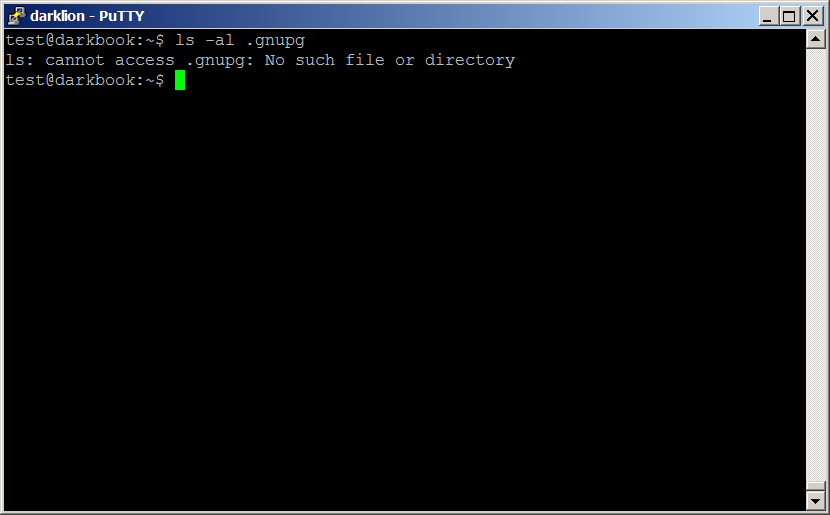 darklion - PuTTY
test@darkbook:~$ ls -al .gnupg
ls: cannot access .gnupg: No such file or directory
test@darkbook:~$